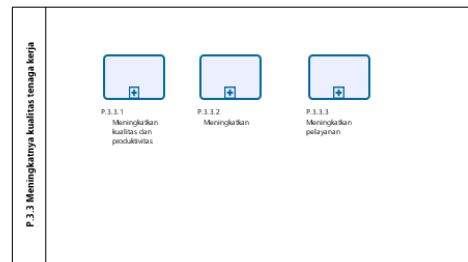 P.3.3 Meningkatnya kualitas tenaga kerja
P.3.3.1
Meningkatkan
kualitas dan
produktivitas
P.3.3.2
Meningkatkan
P.3.3.3
Meningkatkan
pelayanan